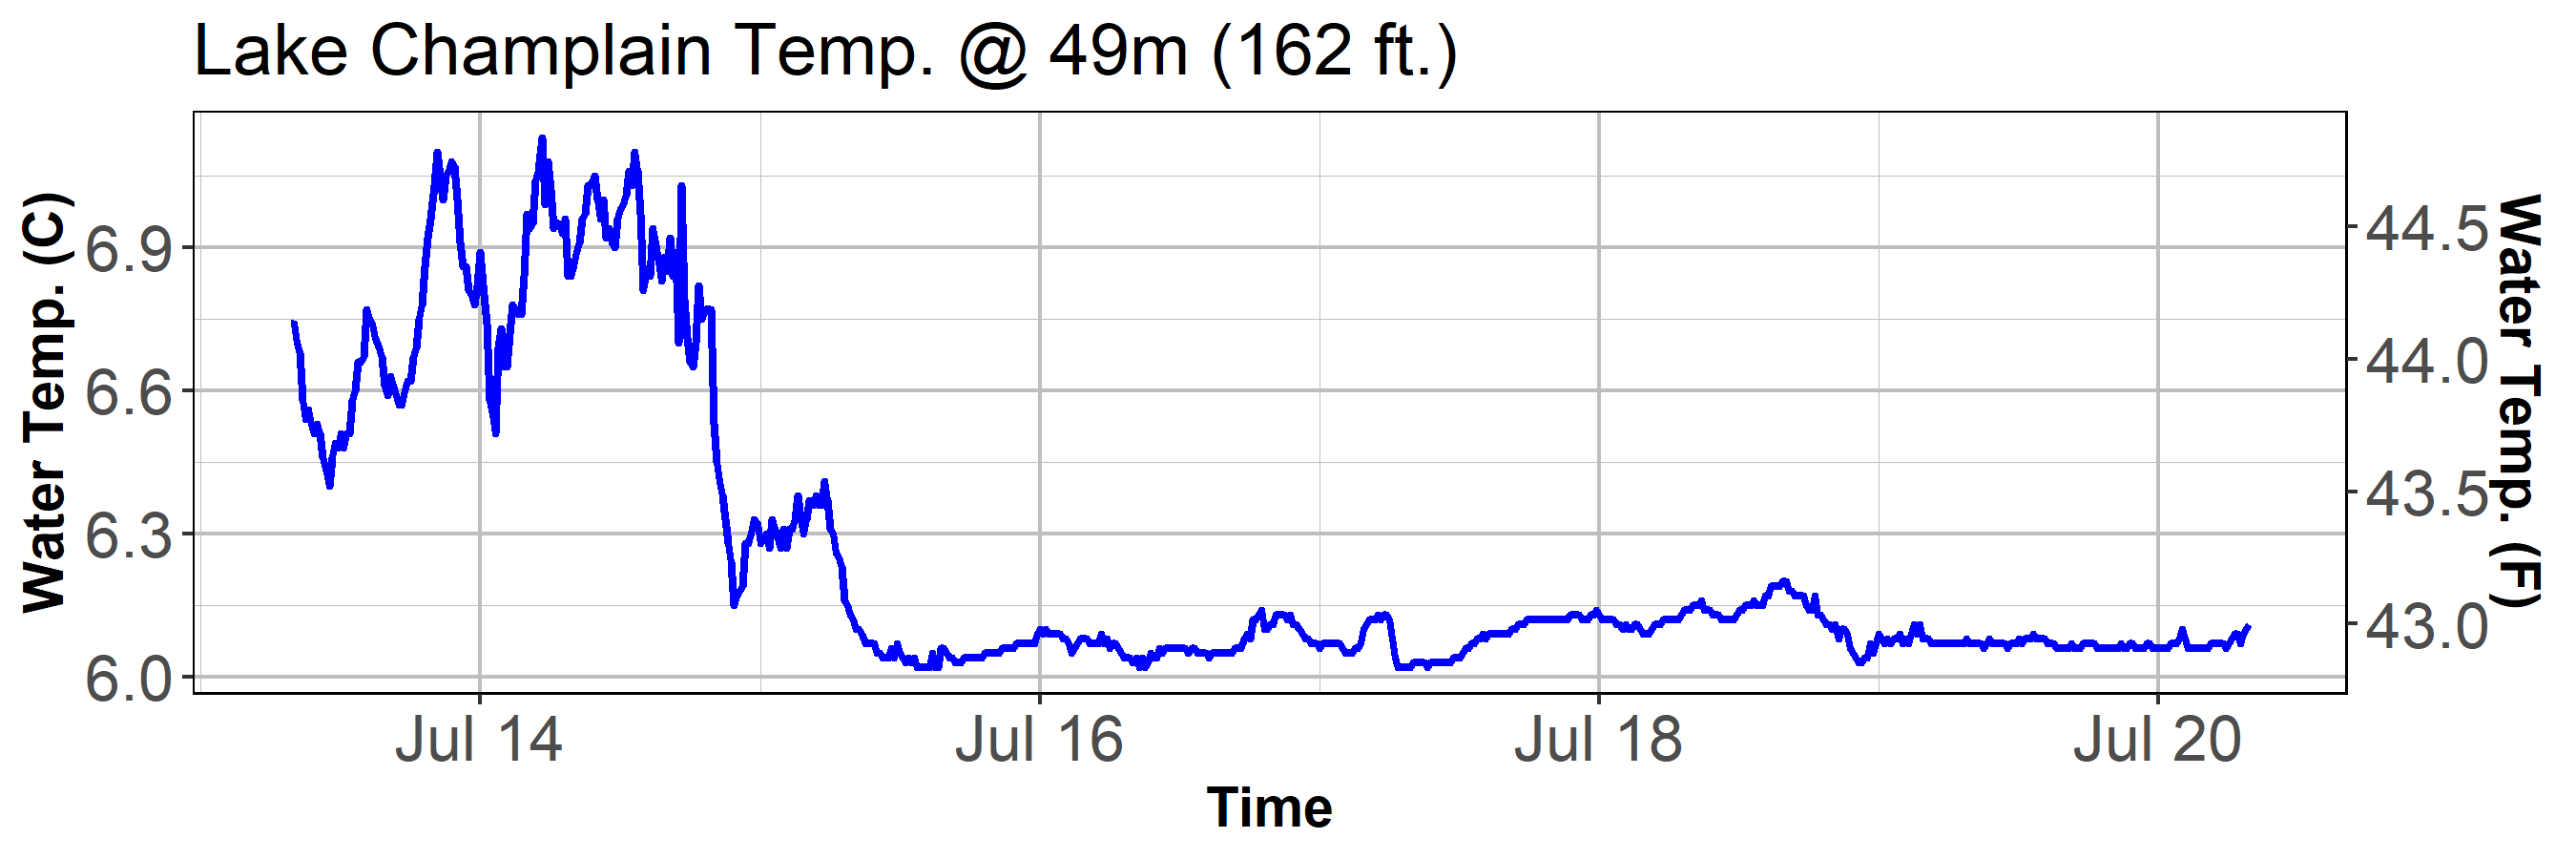 Lake Champlain Temp. @ 49m (162 ft.)
Water Temp. (C)
6.9
6.6
6.3
6.0
44.5
44.0
43.5
43.0
Water Temp. (F)
Jul 14
Jul 16
Jul 18
Jul 20
Time